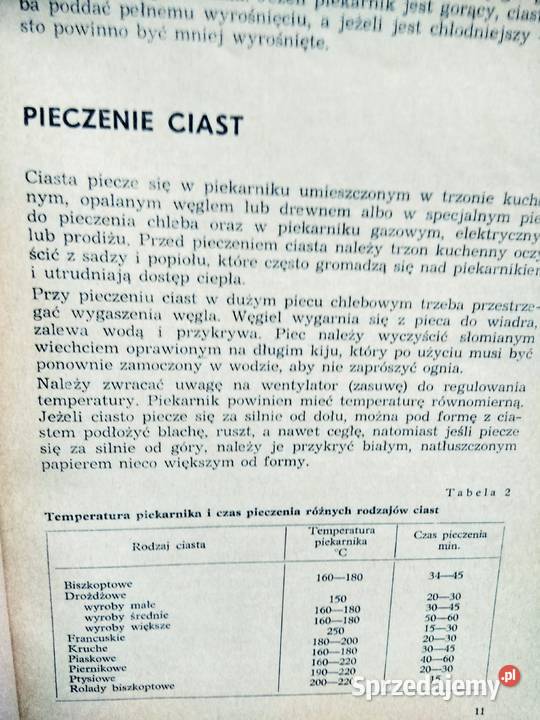 ba poddać pełnemu wyrośnięciu, a jeżeli jest chłodniejszy
sto powinno być mniej wyrośnięte.
PIECZENIE CIAST
Ciasta piecze się w piekarniku umieszczonym w trzonie kuch
nym, opalanym węglem lub drewnem albo w specjalnym pie
do pieczenia chleba oraz w piekarniku gazowym, elektryczny
lub prodiżu. Przed pieczeniem ciasta należy trzon kuchenny oczy
ścić z sadzy i popiołu, które często gromadzą się nad piekarnikiem
i utrudniają dostęp ciepła.
Przy pieczeniu ciast w dużym piecu chlebowym trzeba przestrze-
gać wygaszenia węgla. Węgiel wygarnia się z pieca do wiadra,
zalewa wodą i przykrywa. Piec należy wyczyścić słomianym
wiechciem oprawionym na długim kiju, który po użyciu musi być
ponownie zamoczony w wodzie, aby nie zaprószyć ognia.
Należy zwracać uwagę na wentylator (zasuwę) do regulowania
temperatury. Piekarnik powinien mieć temperaturę równomierną.
Jeżeli ciasto piecze się za silnie od dołu, można pod formę z cia-
stem podłożyć blachę, ruszt, a nawet cegłę, natomiast jeśli piecze
się za silnie od góry, należy je przykryć białym, natłuszczonym
papierem nieco większym od formy.
Tabela 2
Temperatura piekarnika i czas pieczenia różnych rodzajów ciast
Rodzaj ciasta Temperatura piekarnika °C Czas pieczenia min.
Biszkoptowe 160—180 34—45
Drożdżowe
wyroby małe 150 20—30
wyroby średnie 160—180 30—45
wyroby większe 160—180 50—60
Francuskie 250 15—30
Kruche 180—200 20—30
Piaskowe 160—180 30—45
Piernikowe 160—220 40—60
Ptysiowe 190—220 20—30
Rolady biszkoptowe 200—220 15
Sprzedajemy.pl
11